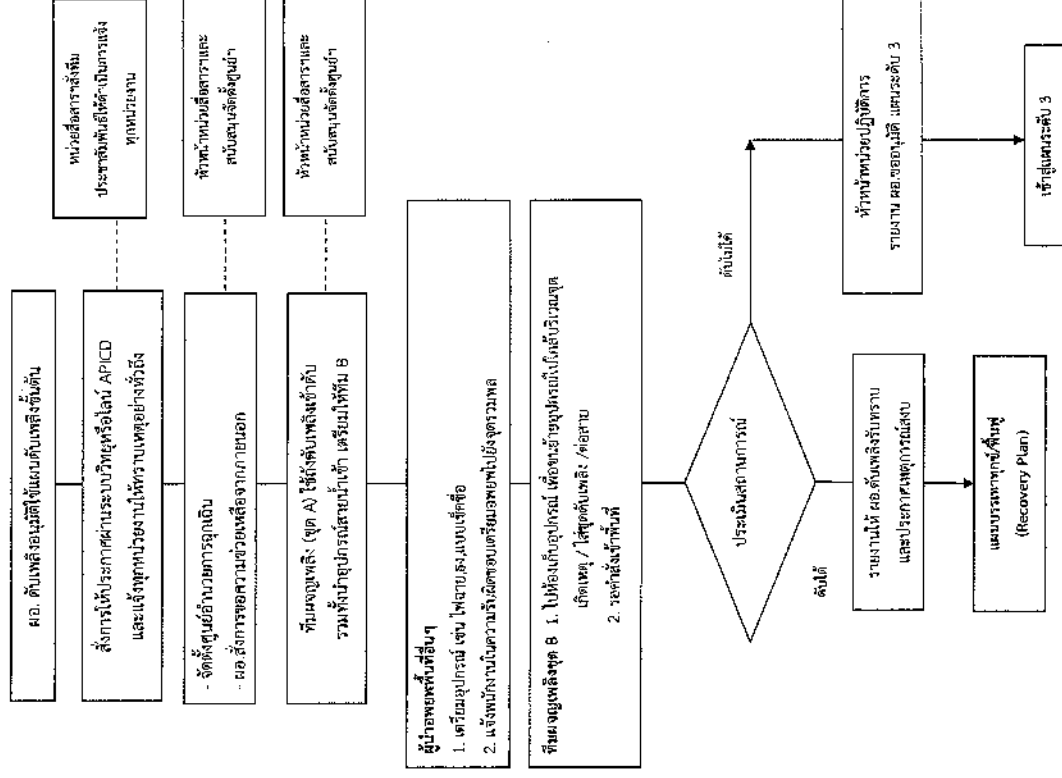 ผอ. ดับเพลิงอนุมัติใช้แผนดับเพลิงขั้นต้น
สั่งการให้ประกาศผ่านระบบวิทยุหรือไลน์ APICD
และแจ้งทุกหน่วยงานให้ทราบเหตุอย่างทั่วถึง
หน่วยสื่อสารฯสั่งทีม
ประชาสัมพันธ์ให้ดำเนินการแจ้ง
ทุกหน่วยงาน
- จัดตั้งศูนย์อำนวยการฉุกเฉิน
- ผอ.สั่งการขอความช่วยเหลือจากภายนอก
หัวหน้าหน่วยสื่อสารฯและ
สนับสนุนจัดตั้งศูนย์ฯ
ทีมผจญเพลิง (ชุด A) ใช้ถังดับเพลิงเข้าดับ
รวมทั้งนำอุปกรณ์สายน้ำเข้า เตรียมให้ทีม B
หัวหน้าหน่วยสื่อสารฯและ
สนับสนุนจัดตั้งศูนย์ฯ
ผู้นำอพยพพื้นที่อื่นๆ
1. เตรียมอุปกรณ์ เช่น ไฟฉาย,ธง,แบบเช็คชื่อ
2. แจ้งพนักงานในความรับผิดชอบเตรียมอพยพไปยังจุดรวมพล
ทีมผจญเพลิงชุด B 1. ไปห้องเก็บอุปกรณ์ เพื่อขนย้ายอุปกรณ์ไปใกล้บริเวณจุด
เกิดเหตุ / ใส่ชุดดับเพลิง /ต่อสาย
2. รอคำสั่งเข้าพื้นที่
ประเมินสถานการณ์
ดับได้
ดับไม่ได้
รายงานให้ ผอ.ดับเพลิงรับทราบ
และประกาศเหตุการณ์สงบ
หัวหน้าหน่วยปฏิบัติการ
รายงาน ผอ.ขออนุมัติ แผนระดับ 3
แผนบรรเทาทุกข์/ฟื้นฟู
(Recovery Plan)
เข้าสู่แผนระดับ 3